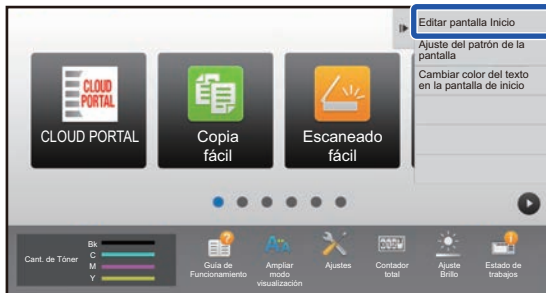 Editar pantalla Inicio
Ajuste del patrón de la
pantalla
Cambiar color del texto
en la pantalla de inicio
CLOUD
PORTAL
CLOUD PORTAL
Copia
fácil
Escaneado
fácil
Cant. de Tóner
Bk
C
M
Y
Guía de
Funcionamiento
Ampliar
modo
visualización
Ajustes
Contador
total
Ajuste
Brillo
Estado de
trabajos